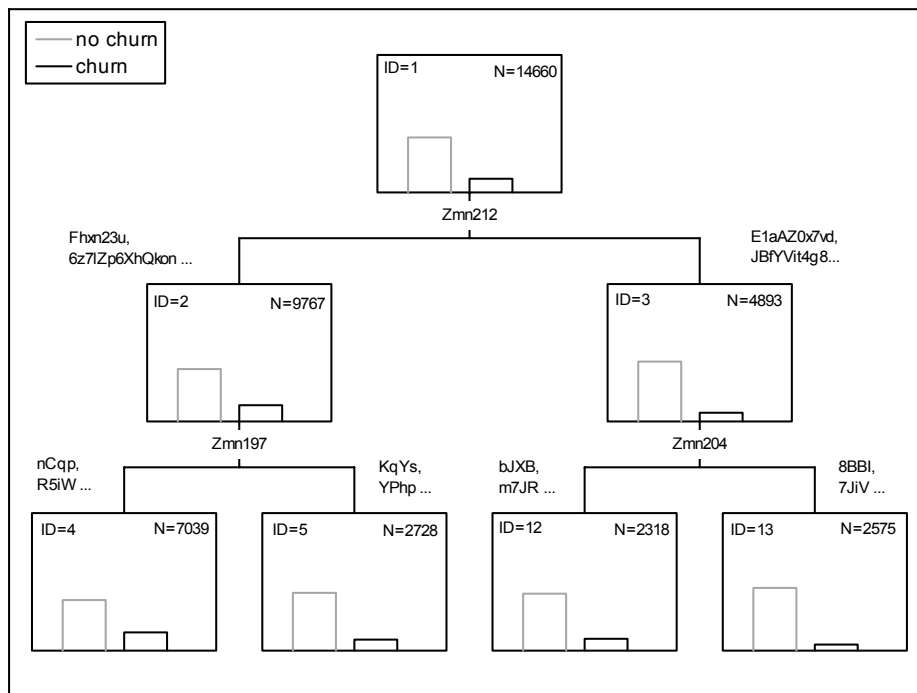 no churn
churn
ID=1 N=14660
Zmn212
Fhxn23u,
6z7lZp6XhQkon ...
E1aAZ0x7vd,
JBfYVit4g8...
ID=2 N=9767
ID=3 N=4893
Zmn197
Zmn204
nCqp,
R5iW ...
KqYs,
YPhp ...
bJXB,
m7JR ...
8BBI,
7JiV ...
ID=4 N=7039
ID=5 N=2728
ID=12 N=2318
ID=13 N=2575